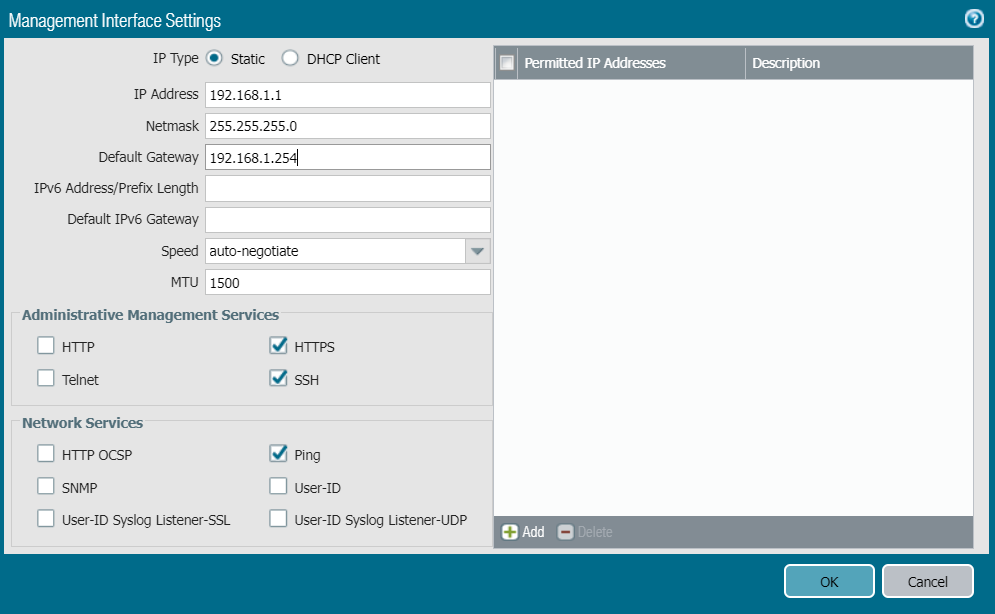 Management Interface Settings
?
IP Type Static DHCP Client
IP Address 192.168.1.1
Netmask 255.255.255.0
Default Gateway 192.168.1.254
IPv6 Address/Prefix Length
Default IPv6 Gateway
Speed auto-negotiate
MTU 1500
Administrative Management Services
HTTP HTTPS
Telnet SSH
Network Services
HTTP OCSP Ping
SNMP User-ID
User-ID Syslog Listener-SSL User-ID Syslog Listener-UDP
Permitted IP Addresses Description
Add Delete
OK Cancel